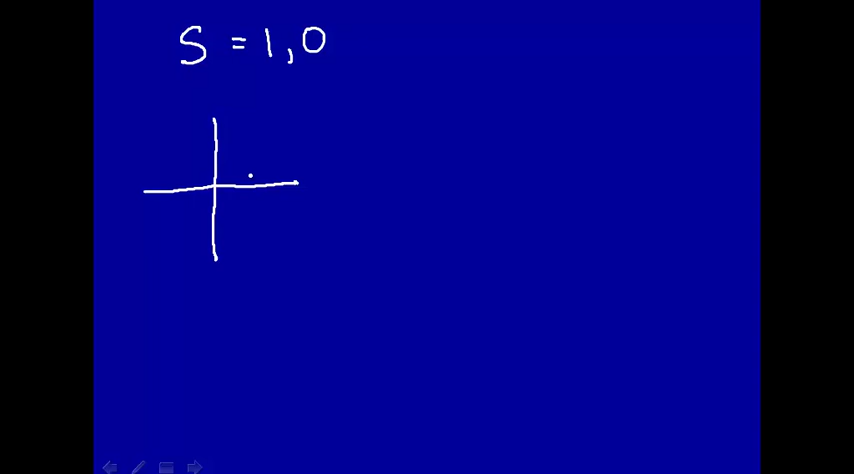 S = 1, 0